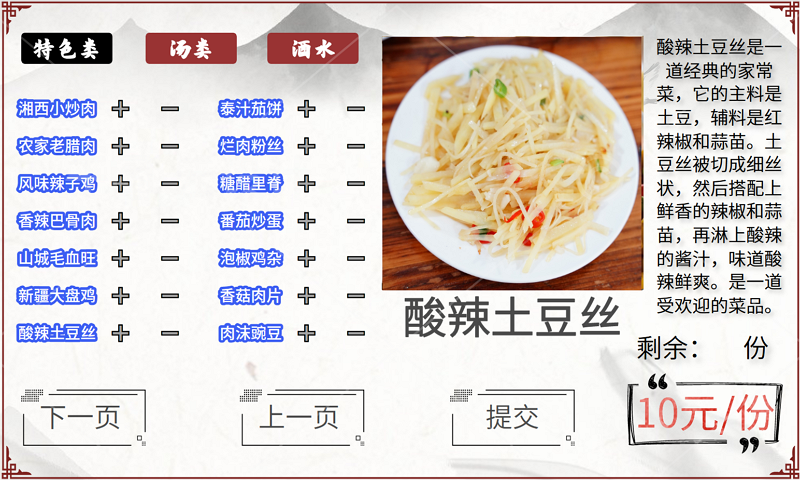 特色类 汤类 酒水
湘西小炒肉 泰汁茄饼
农家老腊肉 烂肉粉丝
风味辣子鸡 糖醋里脊
香辣巴骨肉 番茄炒蛋
山城毛血旺 泡椒鸡杂
新疆大盘鸡 香菇肉片
酸辣土豆丝 肉沫豌豆
酸辣土豆丝是一
道经典的家常
菜，它的主料是
土豆，辅料是红
辣椒和蒜苗。土
豆丝被切成细丝
状，然后搭配上
鲜香的辣椒和蒜
苗，再淋上酸辣
的酱汁，味道酸
辣鲜爽。是一道
受欢迎的菜品。
酸辣土豆丝
剩余： 份
下一页 上一页 提交
10元/份